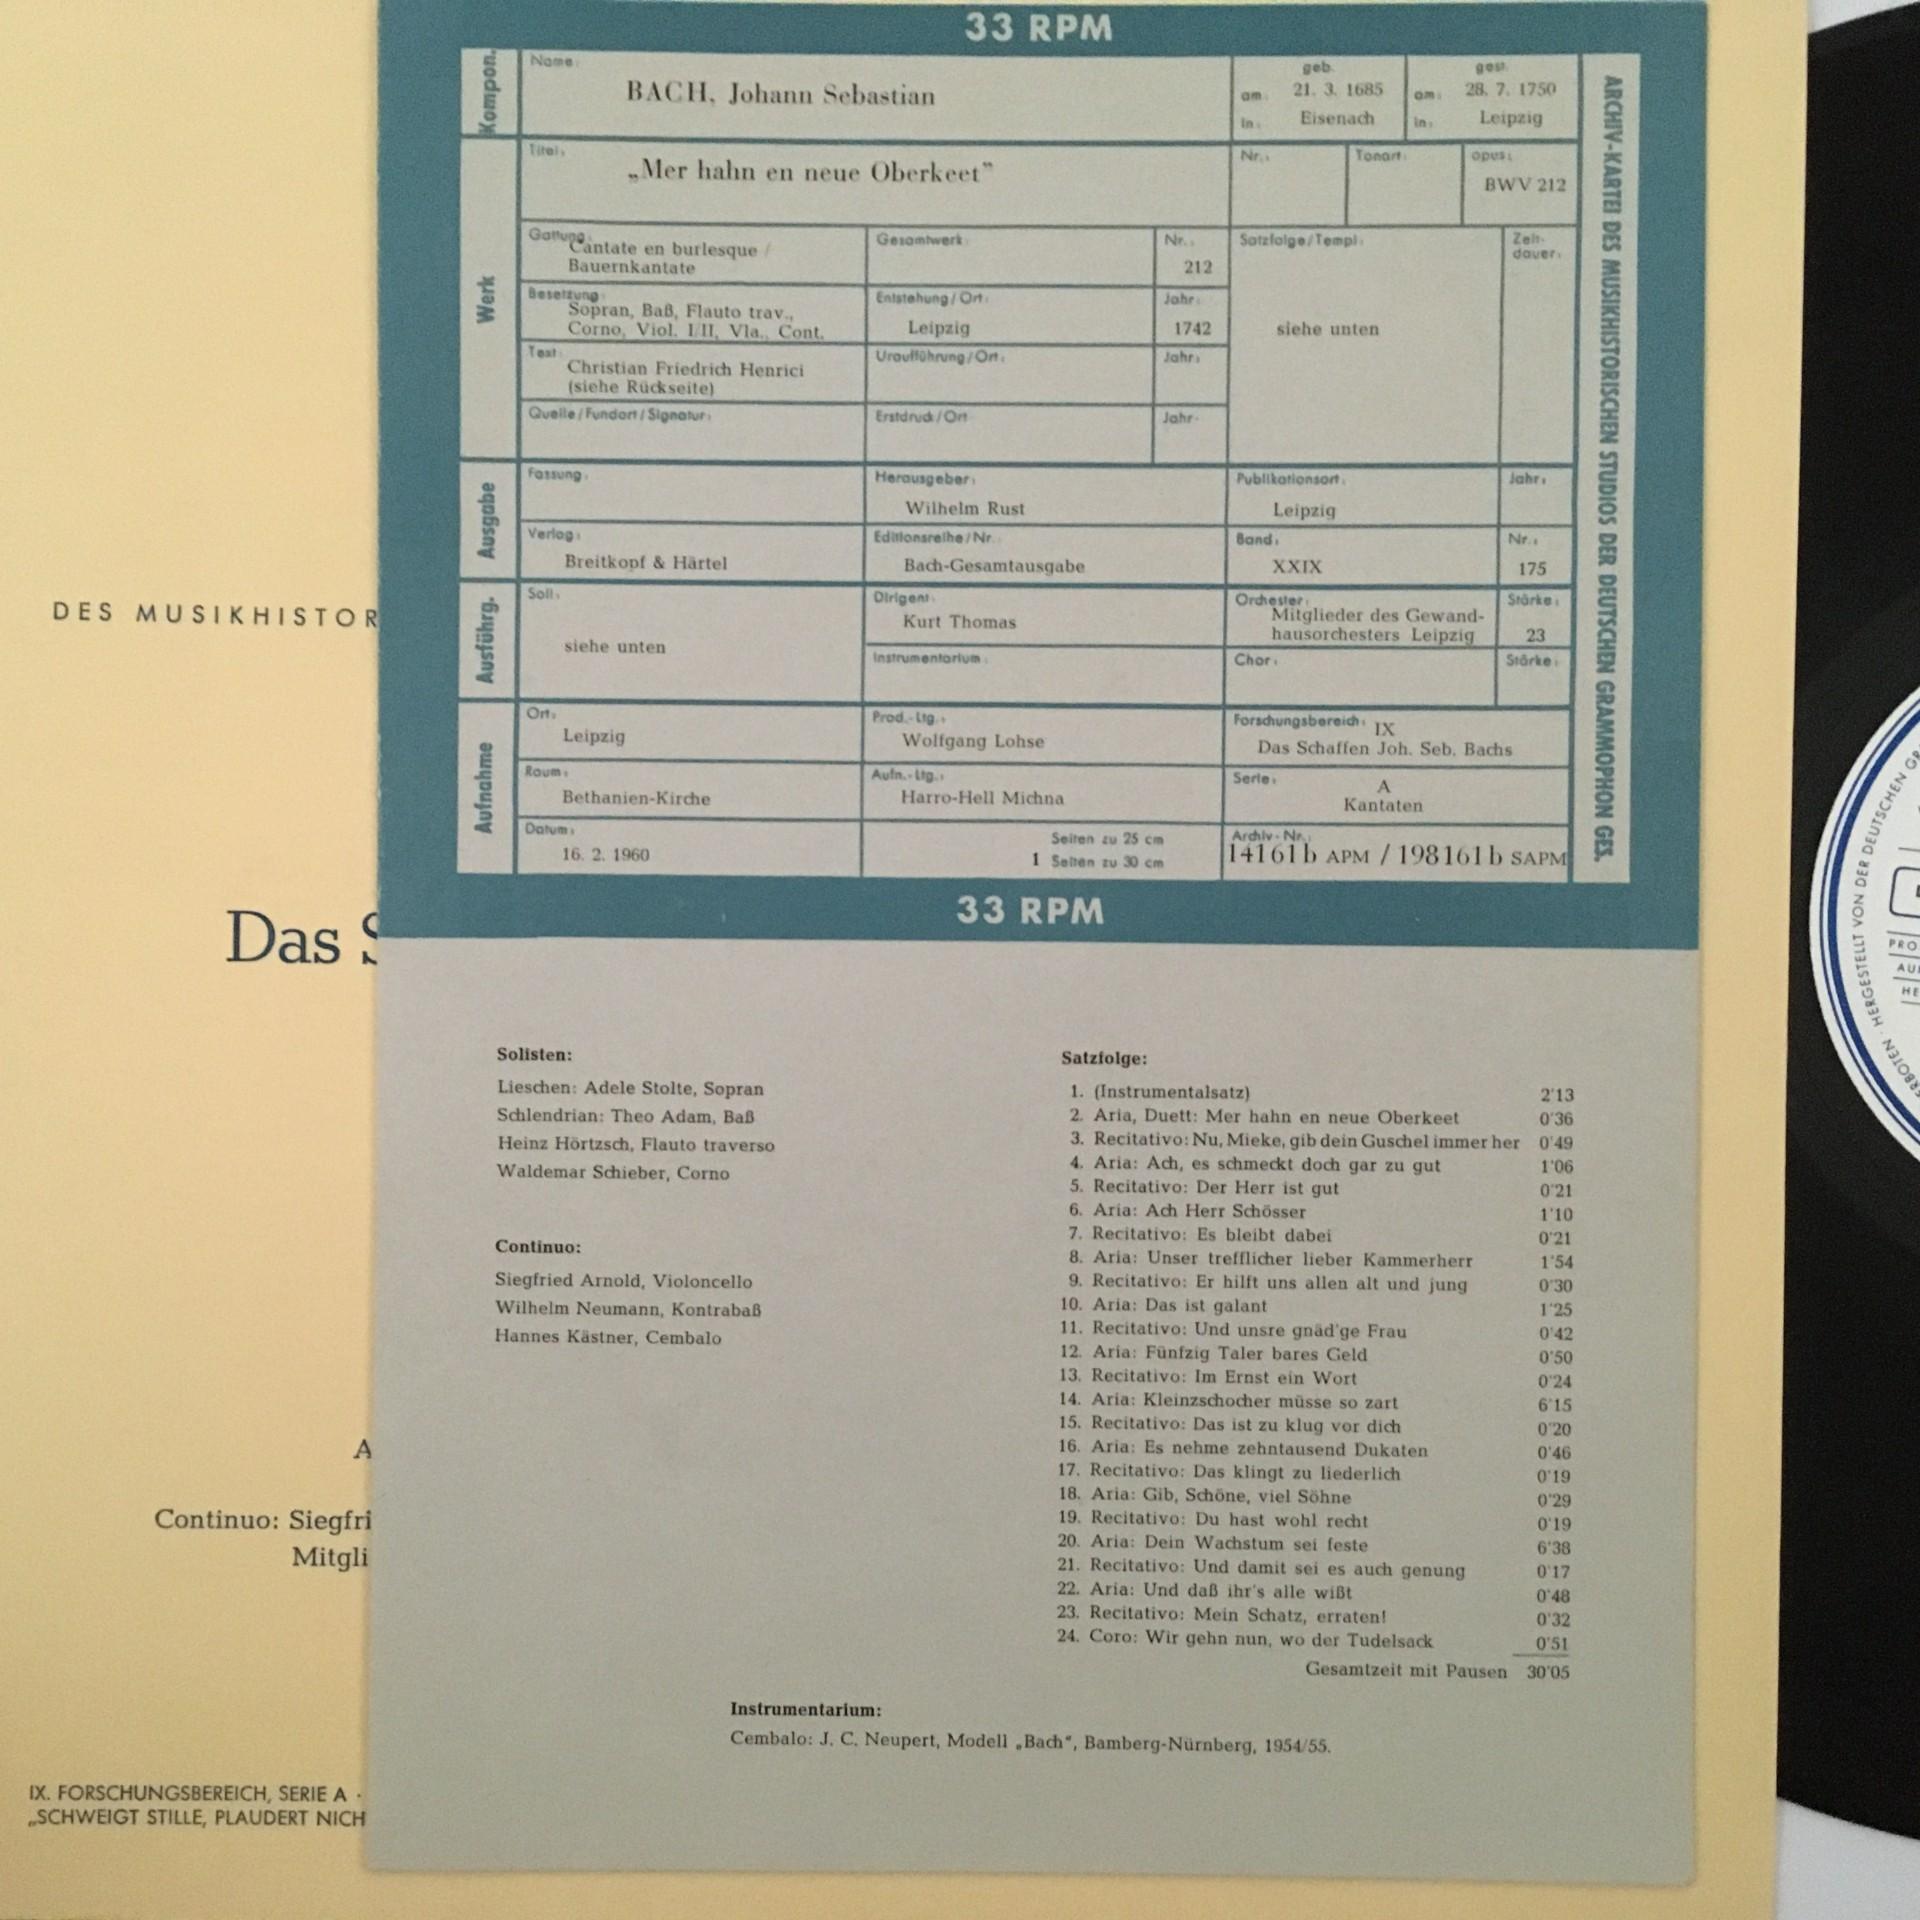 33 RPM
Kompon.
Name:
BACH, Johann Sebastian
geb.
am: 21. 3. 1685
in: Eisenach
gest.
am: 28. 7. 1750
in: Leipzig
Werk
Titel:
„Mer hahn en neue Oberkeet"
Nr.:
Tonart:
opus:
BWV 212
Gattung:
Cantate en burlesque /
Bauernkantate
Gesamtwerk:
Nr.:
212
Satzfolge/Tempi:
siehe unten
Zeit-
dauer:
Besetzung:
Sopran, Baß, Flauto trav.,
Corno, Viol. I/II, Vla., Cont.
Entstehung/Ort:
Leipzig
Jahr:
1742
Text:
Christian Friedrich Henrici
(siehe Rückseite)
Uraufführung/Ort:
Jahr:
Quelle/Fundort/Signatur:
Erstdruck/Ort
Jahr:
Ausgabe
Fassung:
Herausgeber:
Wilhelm Rust
Publikationsort:
Leipzig
Jahr:
Verlag:
Breitkopf & Härtel
Editionsreihe/Nr.
Bach-Gesamtausgabe
Band:
XXIX
Nr.:
175
Ausführg.
Soll:
siehe unten
Dirigent:
Kurt Thomas
Orchester:
Mitglieder des Gewand-
hausorchesters Leipzig
Stärke:
23
Instrumentarium:
Chor:
Stärke:
Aufnahme
Ort:
Leipzig
Prod.-Ltg.:
Wolfgang Lohse
Forschungsbereich: IX
Das Schaffen Joh. Seb. Bachs
Raum:
Bethanien-Kirche
Aufn.-Ltg.:
Harro-Hell Michna
Serie: A
Kantaten
Datum:
16. 2. 1960
Seiten zu 25 cm
1 Seiten zu 30 cm
Archiv-Nr.:
14161b APM / 198161b SAPM
ARCHIV-KARTEI DES MUSIKHISTORISCHEN STUDIOS DER DEUTSCHEN GRAMMOPHON GES.
33 RPM
Solisten:
Lieschen: Adele Stolte, Sopran
Schlendrian: Theo Adam, Baß
Heinz Hörtzsch, Flauto traverso
Waldemar Schieber, Corno
Continuo:
Siegfried Arnold, Violoncello
Wilhelm Neumann, Kontrabaß
Hannes Kästner, Cembalo
Satzfolge:
1. (Instrumentalsatz) 2'13
2. Aria, Duett: Mer hahn en neue Oberkeet 0'36
3. Recitativo: Nu, Mieke, gib dein Guschel immer her 0'49
4. Aria: Ach, es schmeckt doch gar zu gut 1'06
5. Recitativo: Der Herr ist gut 0'21
6. Aria: Ach Herr Schösser 1'10
7. Recitativo: Es bleibt dabei 0'21
8. Aria: Unser trefflicher lieber Kammerherr 1'54
9. Recitativo: Er hilft uns allen alt und jung 0'30
10. Aria: Das ist galant 1'25
11. Recitativo: Und unsre gnäd'ge Frau 0'42
12. Aria: Fünfzig Taler bares Geld 0'50
13. Recitativo: Im Ernst ein Wort 0'24
14. Aria: Kleinzschocher müsse so zart 6'15
15. Recitativo: Das ist zu klug vor dich 0'20
16. Aria: Es nehme zehntausend Dukaten 0'46
17. Recitativo: Das klingt zu liederlich 0'19
18. Aria: Gib, Schöne, viel Söhne 0'29
19. Recitativo: Du hast wohl recht 0'19
20. Aria: Dein Wachstum sei feste 6'38
21. Recitativo: Und damit sei es auch genung 0'17
22. Aria: Und daß ihr's alle wißt 0'48
23. Recitativo: Mein Schatz, erraten! 0'32
24. Coro: Wir gehn nun, wo der Tudelsack 0'51
Gesamtzeit mit Pausen 30'05
Instrumentarium:
Cembalo: J. C. Neupert, Modell „Bach", Bamberg-Nürnberg, 1954/55.
DES MUSIKHISTOR
Das S
A
Continuo: Siegfri
Mitgli
IX. FORSCHUNGSBEREICH, SERIE A ·
„SCHWEIGT STILLE, PLAUDERT NICH
RBOTEN · HERGESTELLT VON DER DEUTSCHEN GR
PRO
AU
HE